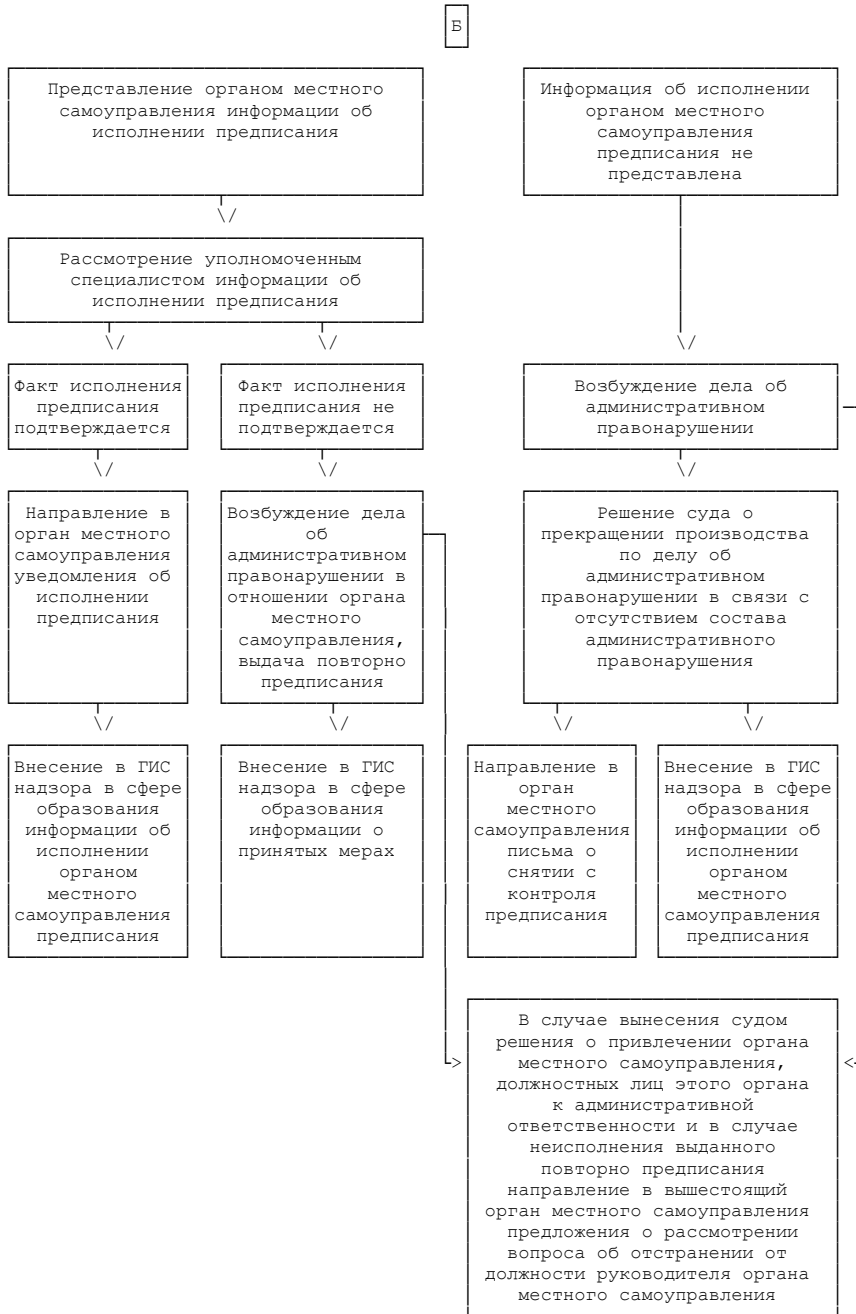 Б
Представление органом местного
самоуправления информации об
исполнении предписания
Информация об исполнении
органом местного
самоуправления
предписания не
представлена
\/
Рассмотрение уполномоченным
специалистом информации об
исполнении предписания
\/
\/
\/
Факт исполнения
предписания
подтверждается
Факт исполнения
предписания не
подтверждается
Возбуждение дела об
административном
правонарушении
\/
\/
\/
Направление в
орган местного
самоуправления
уведомления об
исполнении
предписания
Возбуждение дела
об
административном
правонарушении в
отношении органа
местного
самоуправления,
выдача повторно
предписания
Решение суда о
прекращении производства
по делу об
административном
правонарушении в связи с
отсутствием состава
административного
правонарушения
\/
\/
\/
\/
Внесение в ГИС
надзора в сфере
образования
информации об
исполнении
органом
местного
самоуправления
предписания
Внесение в ГИС
надзора в сфере
образования
информации о
принятых мерах
Направление в
орган
местного
самоуправления
письма о
снятии с
контроля
предписания
Внесение в ГИС
надзора в сфере
образования
информации об
исполнении
органом
местного
самоуправления
предписания
>
<
В случае вынесения судом
решения о привлечении органа
местного самоуправления,
должностных лиц этого органа
к административной
ответственности и в случае
неисполнения выданного
повторно предписания
направление в вышестоящий
орган местного самоуправления
предложения о рассмотрении
вопроса об отстранении от
должности руководителя органа
местного самоуправления